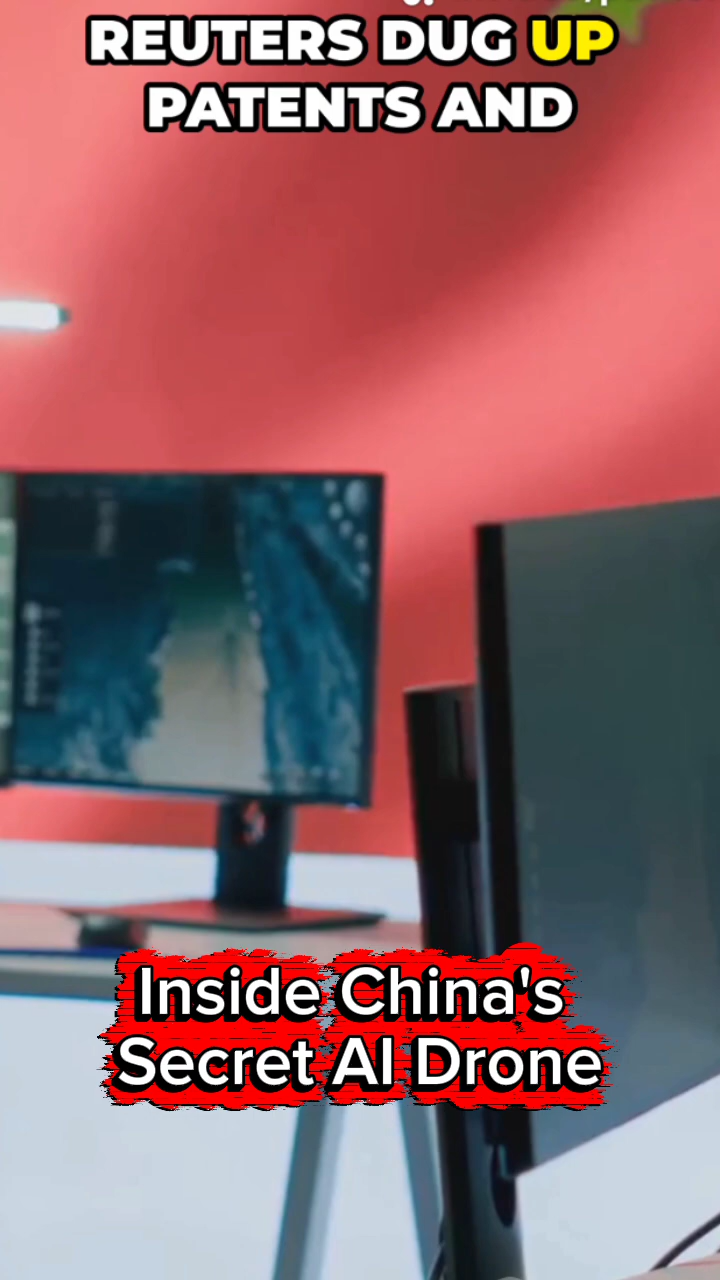 REUTERS DUG UP
PATENTS AND
Inside China's
Secret AI Drone